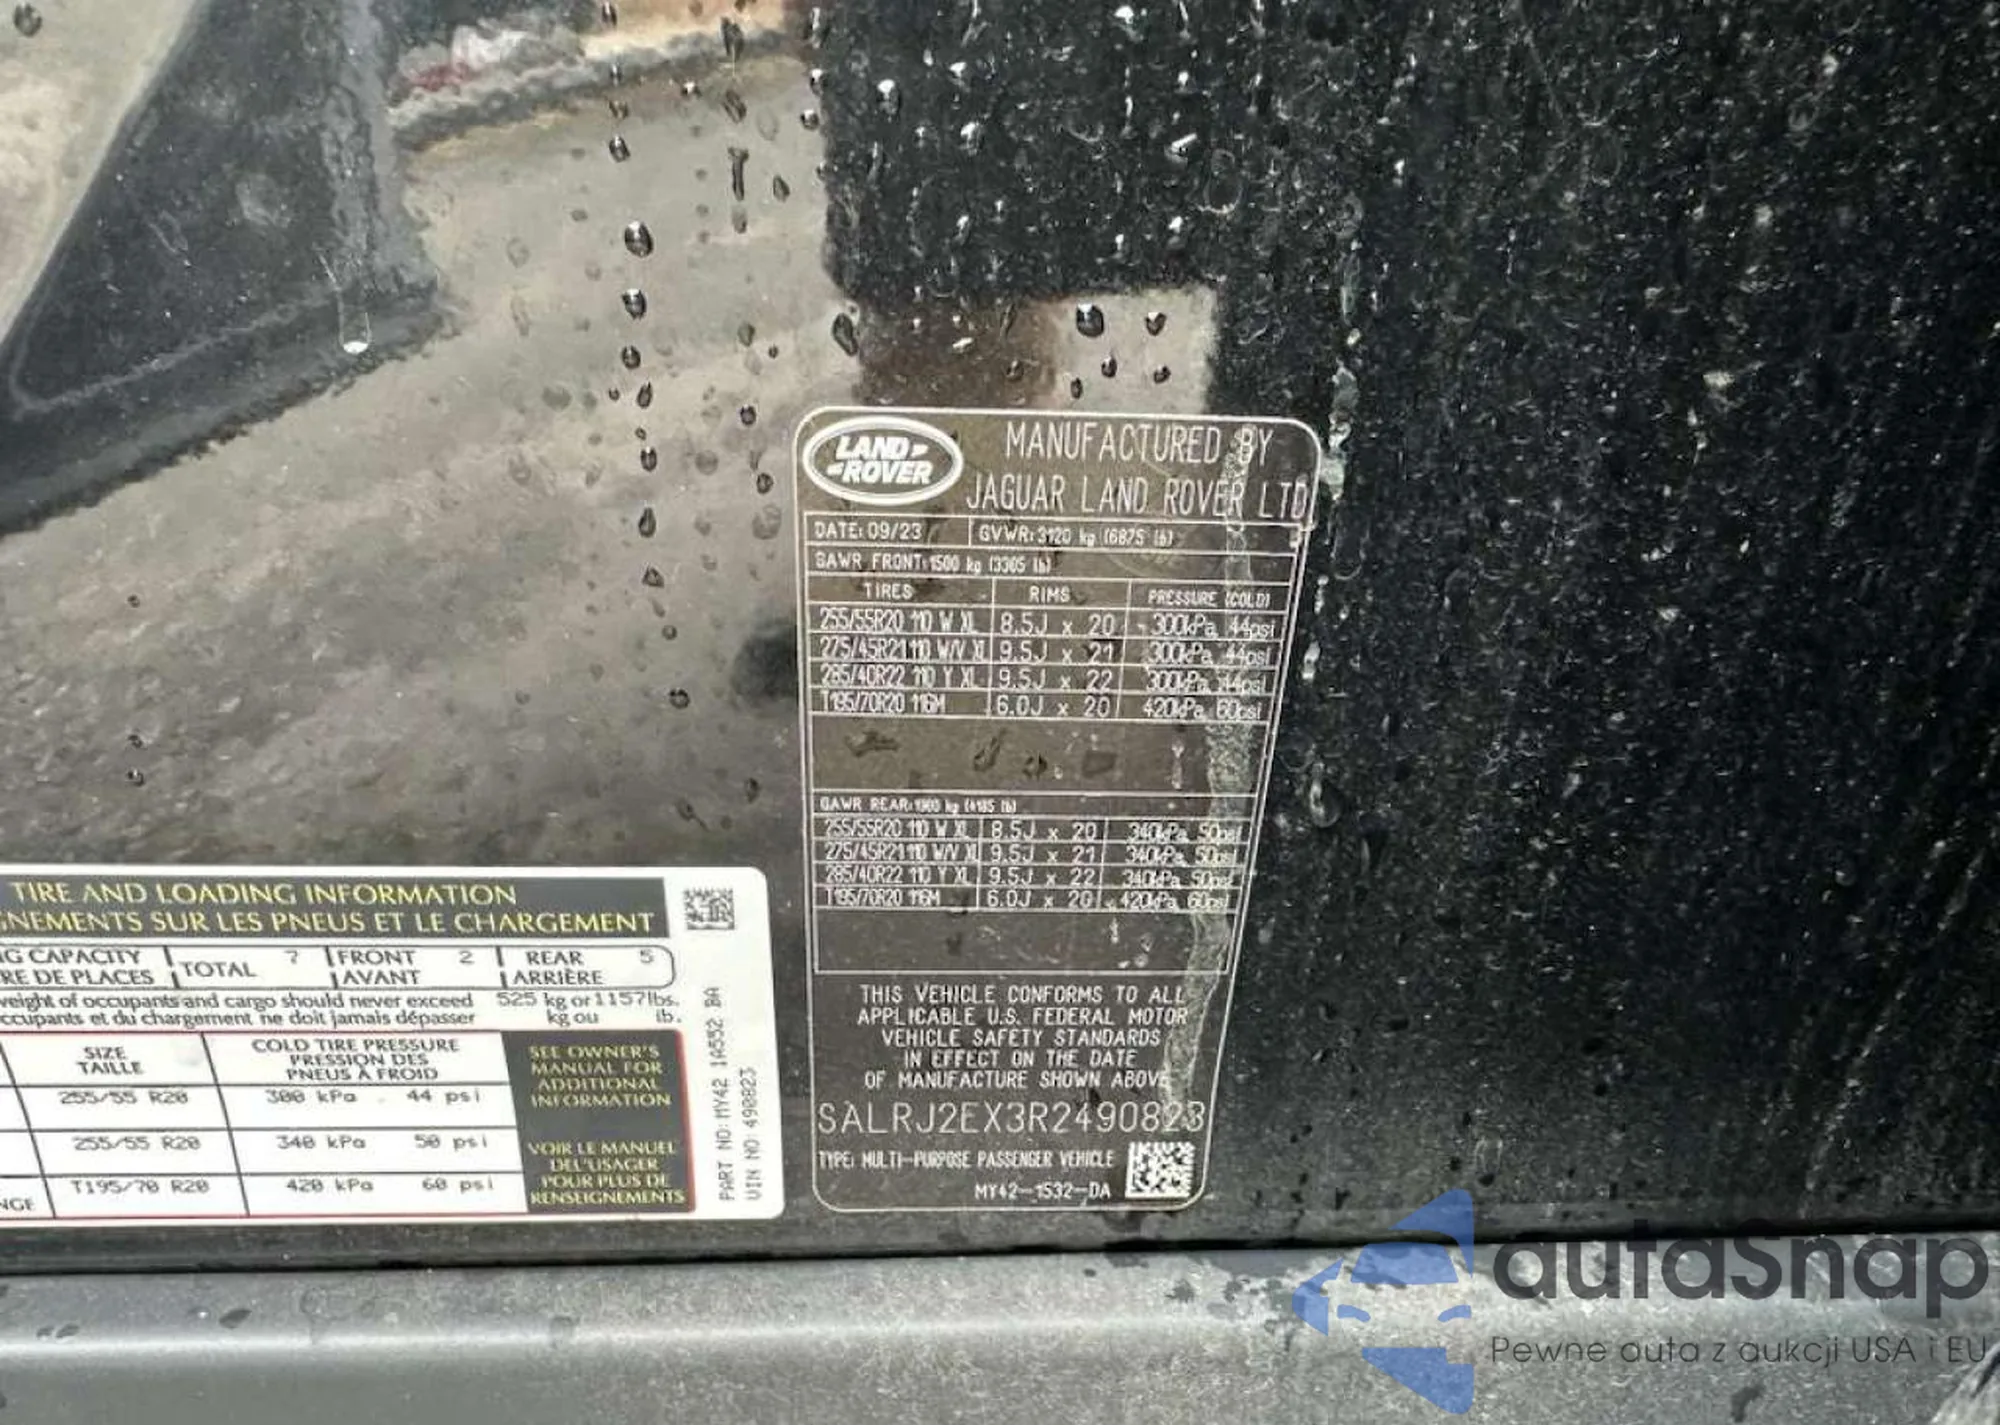 LAND ROVER
MANUFACTURED BY
JAGUAR LAND ROVER LTD
DATE: 09/23 GVWR: 3120 kg (6875 lb)
GAWR FRONT: 1500 kg (3305 lb)
TIRES RIMS PRESSURE (COLD)
255/55R20 110 W XL 8.5J x 20 300kPa, 44psi
275/45R21 110 W/V XL 9.5J x 21 300kPa, 44psi
285/40R22 110 Y XL 9.5J x 22 300kPa, 44psi
T195/70R20 116M 6.0J x 20 420kPa, 60psi
GAWR REAR: 1900 kg (4185 lb)
255/55R20 110 W XL 8.5J x 20 340kPa, 50psi
275/45R21 110 W/V XL 9.5J x 21 340kPa, 50psi
285/40R22 110 Y XL 9.5J x 22 340kPa, 50psi
T195/70R20 116M 6.0J x 20 420kPa, 60psi
THIS VEHICLE CONFORMS TO ALL
APPLICABLE U.S. FEDERAL MOTOR
VEHICLE SAFETY STANDARDS
IN EFFECT ON THE DATE
OF MANUFACTURE SHOWN ABOVE
SALRJ2EX3R2490823
TYPE: MULTI-PURPOSE PASSENGER VEHICLE
MY42-1532-DA
TIRE AND LOADING INFORMATION
GNEMENTS SUR LES PNEUS ET LE CHARGEMENT
NG CAPACITY TOTAL 7 FRONT 2 REAR 5
RE DE PLACES AVANT ARRIÈRE
weight of occupants and cargo should never exceed 525 kg or 1157 lbs.
ccupants et du chargement ne doit jamais dépasser kg ou lb.
SIZE
TAILLE
COLD TIRE PRESSURE
PRESSION DES
PNEUS À FROID
255/55 R20 300 kPa 44 psi
255/55 R20 340 kPa 50 psi
NGE T195/70 R20 420 kPa 60 psi
SEE OWNER'S
MANUAL FOR
ADDITIONAL
INFORMATION
VOIR LE MANUEL
DE L'USAGER
POUR PLUS DE
RENSEIGNEMENTS
PART NO: MY42 1A552 BA
VIN NO: 490823
autaSnap
Pewne auta z aukcji USA i EU